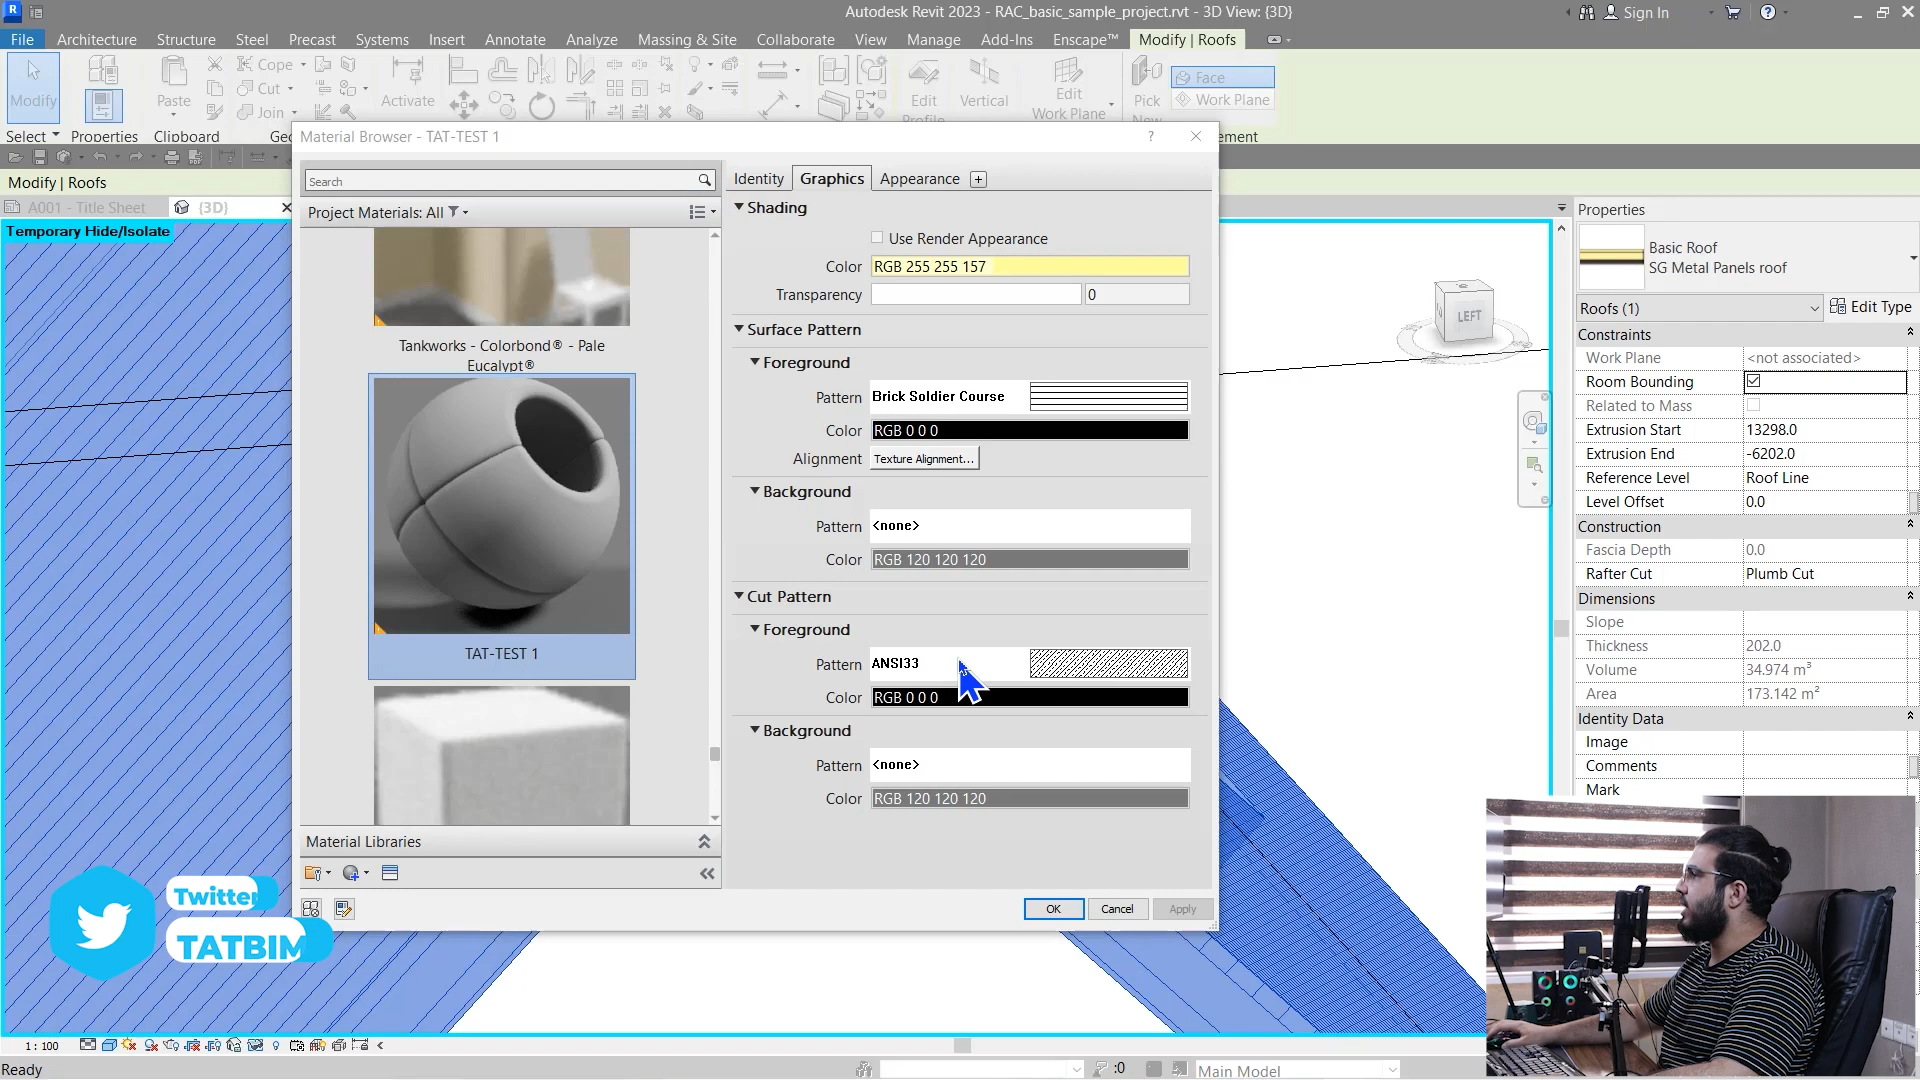 Autodesk Revit 2023 - RAC_basic_sample_project.rvt - 3D View: {3D}
Sign In
File Architecture Structure Steel Precast Systems Insert Annotate Analyze Massing & Site Collaborate View Manage Add-Ins Enscape™ Modify | Roofs
Modify
Paste
Cope
Cut
Join
Activate
Edit
Profile
Vertical
Edit
Work Plane
Pick
New
Face
Work Plane
Select Properties Clipboard
Modify | Roofs
A001 - Title Sheet
{3D}
Temporary Hide/Isolate
Material Browser - TAT-TEST 1
Search
Project Materials: All
Tankworks - Colorbond® - Pale
Eucalypt®
TAT-TEST 1
Material Libraries
Identity Graphics Appearance
Shading
Use Render Appearance
Color RGB 255 255 157
Transparency 0
Surface Pattern
Foreground
Pattern Brick Soldier Course
Color RGB 0 0 0
Alignment Texture Alignment...
Background
Pattern <none>
Color RGB 120 120 120
Cut Pattern
Foreground
Pattern ANSI33
Color RGB 0 0 0
Background
Pattern <none>
Color RGB 120 120 120
OK Cancel Apply
LEFT
Properties
Basic Roof
SG Metal Panels roof
Roofs (1) Edit Type
Constraints
Work Plane <not associated>
Room Bounding
Related to Mass
Extrusion Start 13298.0
Extrusion End -6202.0
Reference Level Roof Line
Level Offset 0.0
Construction
Fascia Depth 0.0
Rafter Cut Plumb Cut
Dimensions
Slope
Thickness 202.0
Volume 34.974 m³
Area 173.142 m²
Identity Data
Image
Comments
Mark
Twitter
TATBIM
1 : 100
Ready
:0
Main Model